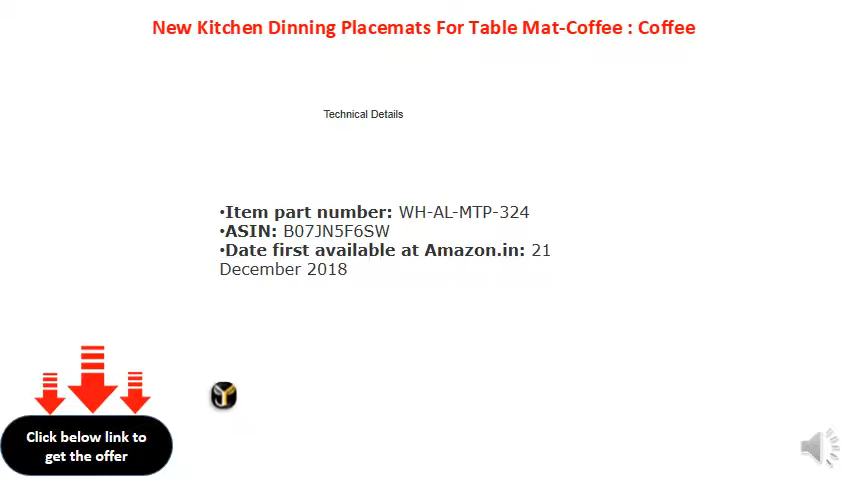 New Kitchen Dinning Placemats For Table Mat-Coffee : Coffee
Technical Details
•Item part number: WH-AL-MTP-324
•ASIN: B07JN5F6SW
•Date first available at Amazon.in: 21
December 2018
Click below link to
get the offer